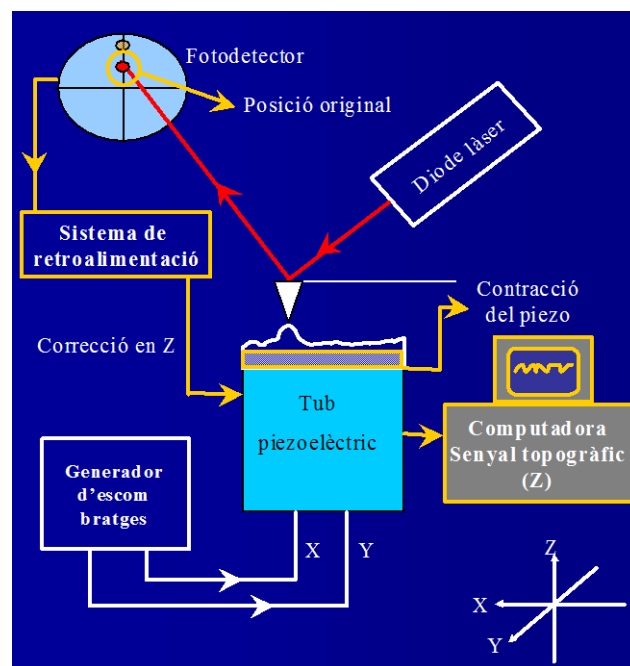 Fotodetector
Posició original
Diode làser
Sistema de
retroalimentació
Contracció
del piezo
Correcció en Z
Tub
piezoelèctric
Computadora
Senyal topogràfic
(Z)
Generador
d'escom
bratges
X
Y
Z
X
Y